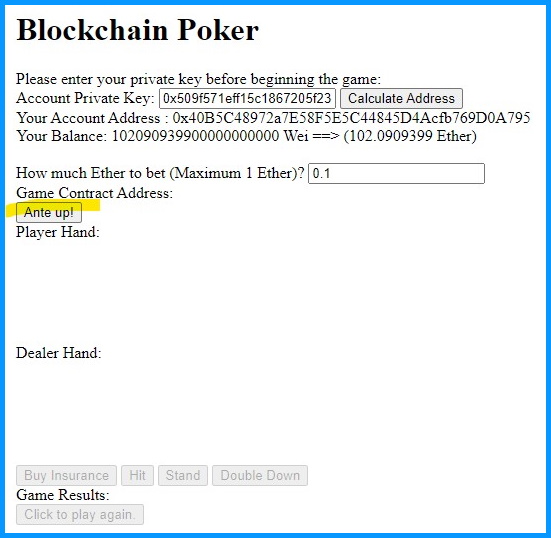 Blockchain Poker
Please enter your private key before beginning the game:
Account Private Key: 0x509f571eff15c1867205f23 Calculate Address
Your Account Address : 0x40B5C48972a7E58F5E5C44845D4Acfb769D0A795
Your Balance: 102090939900000000000 Wei ==> (102.0909399 Ether)
How much Ether to bet (Maximum 1 Ether)? 0.1
Game Contract Address:
Ante up!
Player Hand:
Dealer Hand:
Buy Insurance Hit Stand Double Down
Game Results:
Click to play again.